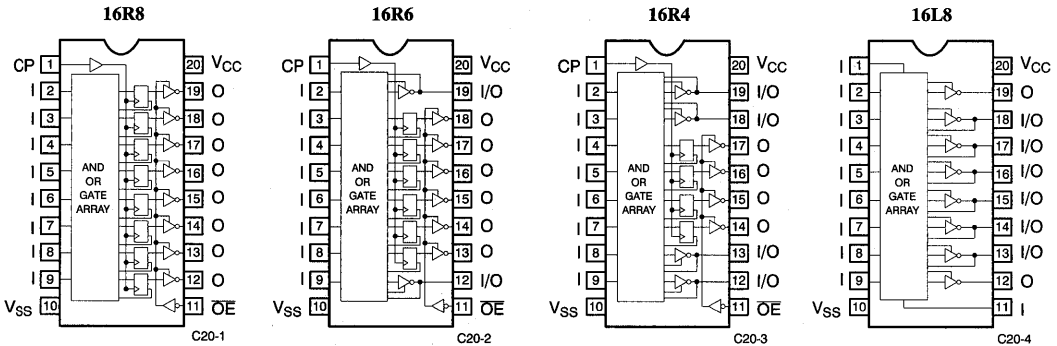 16R8
CP 1 20 VCC
I 2 19 O
I 3 18 O
I 4 17 O
I 5 16 O
I 6 15 O
I 7 14 O
I 8 13 O
I 9 12 O
VSS 10 11 OE
AND
OR
GATE
ARRAY
C20-1
16R6
CP 1 20 VCC
I 2 19 I/O
I 3 18 O
I 4 17 O
I 5 16 O
I 6 15 O
I 7 14 O
I 8 13 O
I 9 12 I/O
VSS 10 11 OE
AND
OR
GATE
ARRAY
C20-2
16R4
CP 1 20 VCC
I 2 19 I/O
I 3 18 I/O
I 4 17 O
I 5 16 O
I 6 15 O
I 7 14 O
I 8 13 I/O
I 9 12 I/O
VSS 10 11 OE
AND
OR
GATE
ARRAY
C20-3
16L8
I 1 20 VCC
I 2 19 O
I 3 18 I/O
I 4 17 I/O
I 5 16 I/O
I 6 15 I/O
I 7 14 I/O
I 8 13 I/O
I 9 12 O
VSS 10 11 I
AND
OR
GATE
ARRAY
C20-4